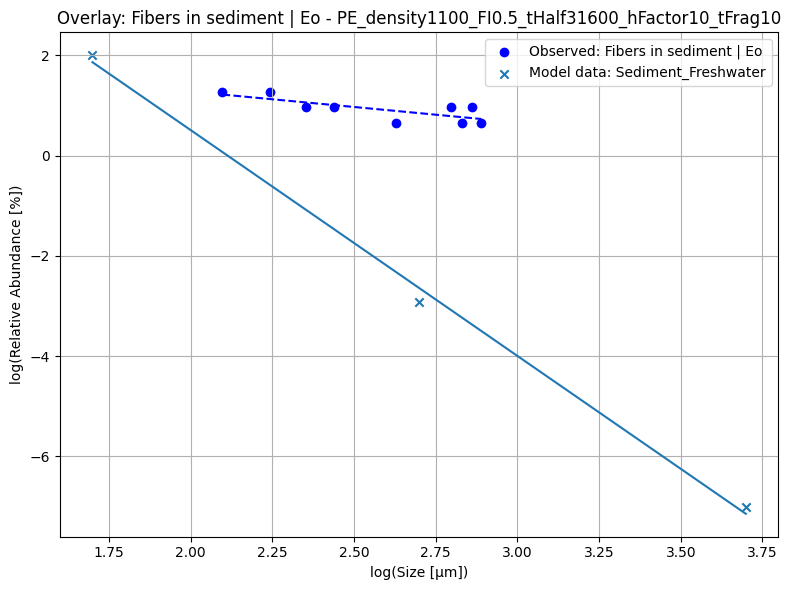 Overlay: Fibers in sediment | Eo - PE_density1100_FI0.5_tHalf31600_hFactor10_tFrag10
Observed: Fibers in sediment | Eo
Model data: Sediment_Freshwater
log(Relative Abundance [%])
2
0
−2
−4
−6
1.75 2.00 2.25 2.50 2.75 3.00 3.25 3.50 3.75
log(Size [µm])